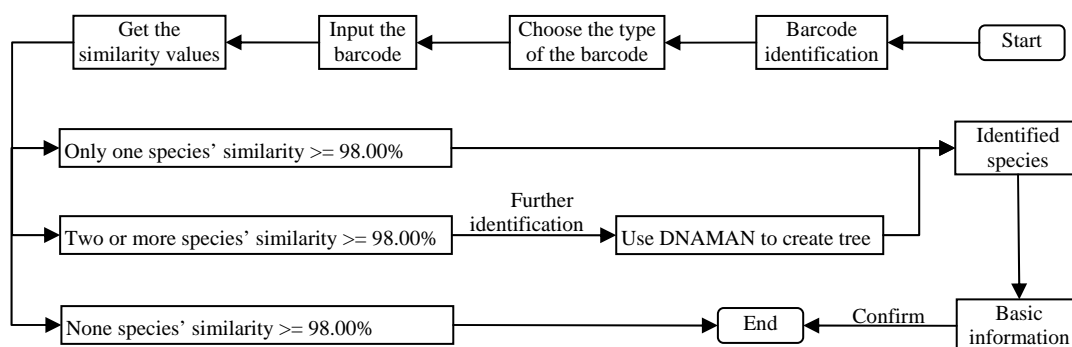 Get the
similarity values
Input the
barcode
Choose the type
of the barcode
Barcode
identification
Start
Only one species’ similarity >= 98.00%
Identified
species
Further
identification
Two or more species’ similarity >= 98.00%
Use DNAMAN to create tree
None species’ similarity >= 98.00%
End
Confirm
Basic
information